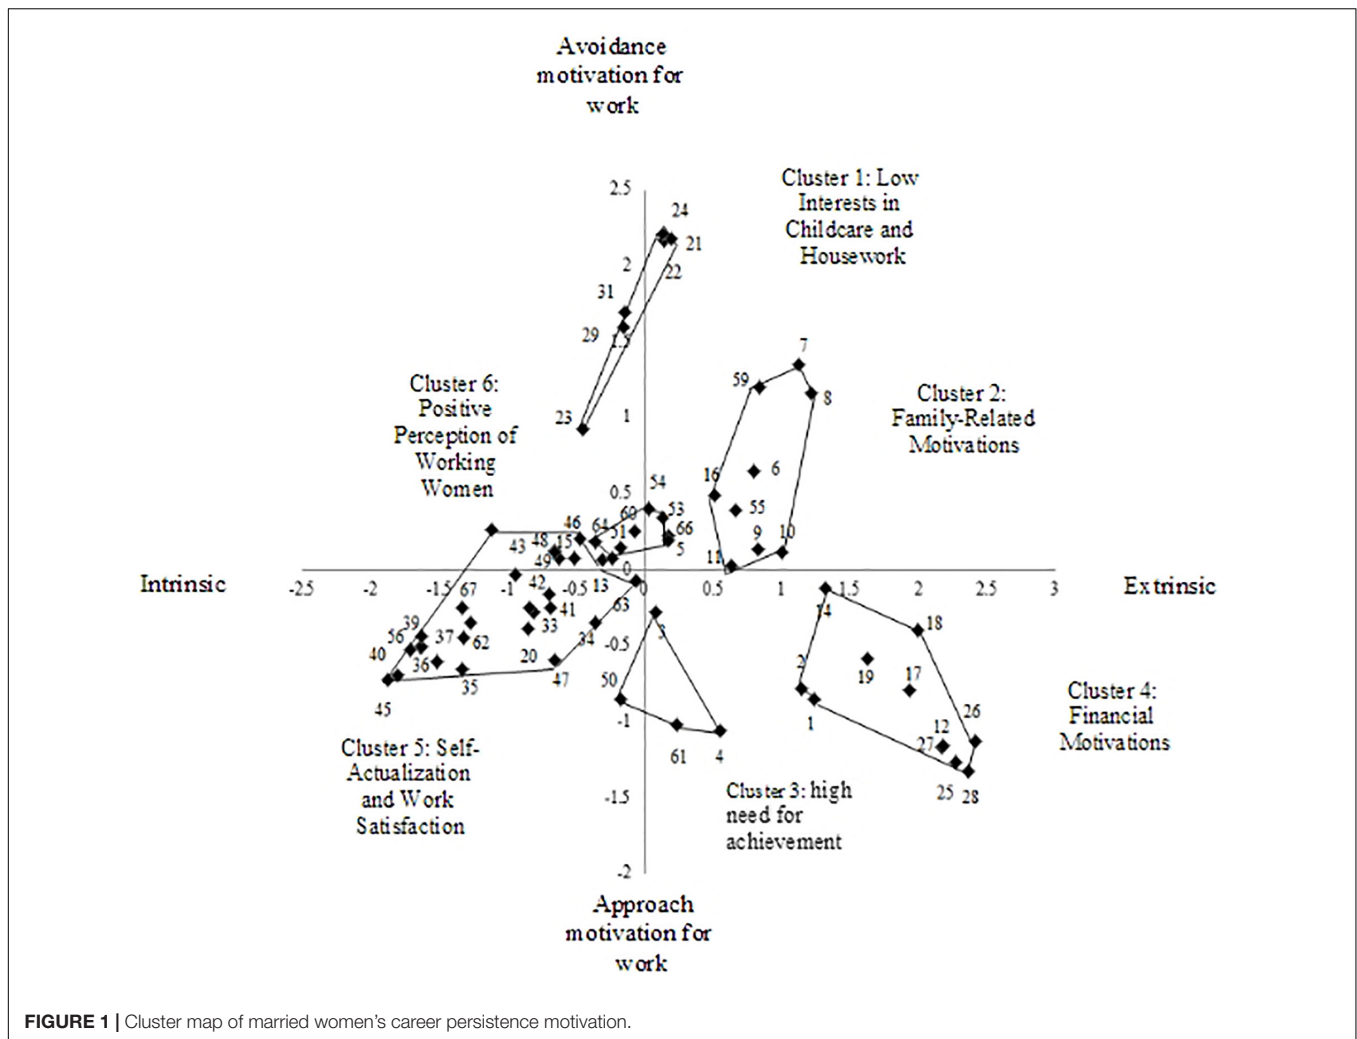 Avoidance
motivation for
work
Cluster 1: Low
Interests in
Childcare and
Housework
2.5
24
21
2
22
31
29
1.5
7
59
8
Cluster 6:
Positive
Perception of
Working
Women
Cluster 2:
Family-Related
Motivations
23
1
16
6
54
0.5
55
53
60
46
64
51
66
10
9
48
15
43
5
11
49
Intrinsic
-2.5
-2
-1.5
-1
-0.5
0
0.5
1
1.5
2
2.5
3
Extrinsic
67
42
13
63
41
14
39
33
3
18
56
37
62
34
-0.5
40
36
20
2
19
17
35
47
50
45
-1
1
26
12
27
61
4
Cluster 4:
Financial
Motivations
Cluster 5: Self-
Actualization
and Work
Satisfaction
-1.5
25
28
Cluster 3: high
need for
achievement
-2
Approach
motivation for
work
FIGURE 1 | Cluster map of married women's career persistence motivation.